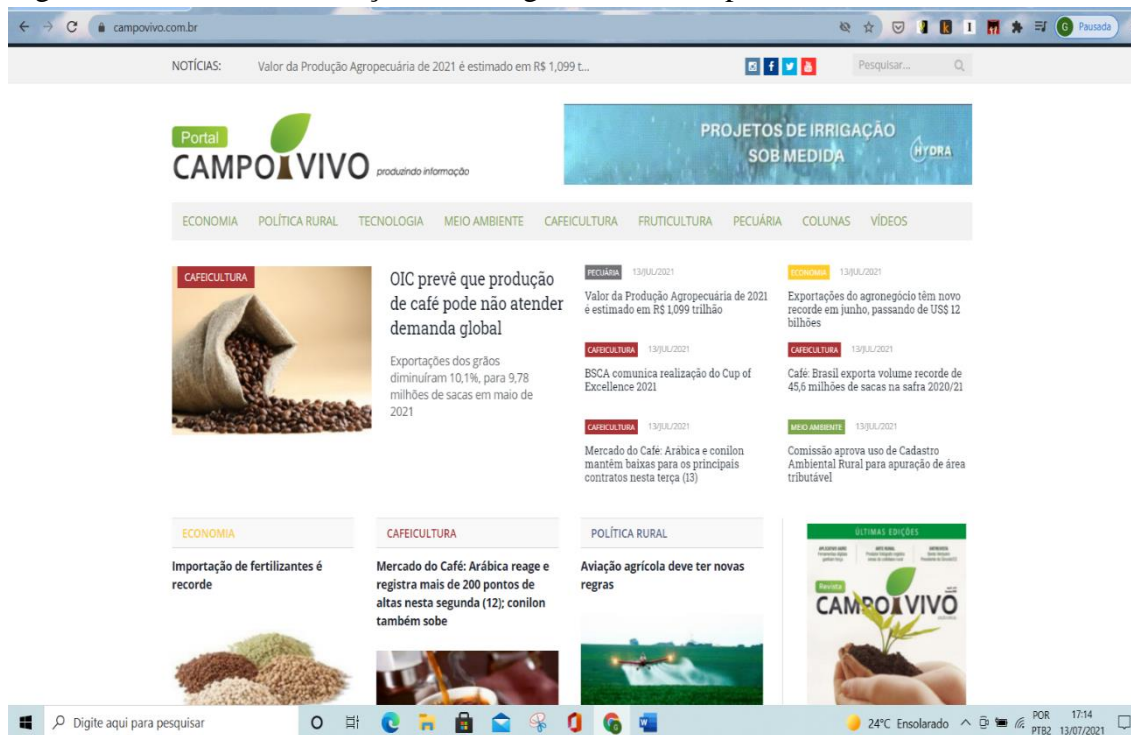 campovivo.com.br
Pausada
NOTÍCIAS:
Valor da Produção Agropecuária de 2021 é estimado em R$ 1,099 t...
Pesquisar...
Portal
CAMPO VIVO
produzindo informação
PROJETOS DE IRRIGAÇÃO
SOB MEDIDA
HYDRA
ECONOMIA
POLÍTICA RURAL
TECNOLOGIA
MEIO AMBIENTE
CAFEICULTURA
FRUTICULTURA
PECUÁRIA
COLUNAS
VÍDEOS
CAFEICULTURA
OIC prevê que produção
de café pode não atender
demanda global
Exportações dos grãos
diminuíram 10,1%, para 9,78
milhões de sacas em maio de
2021
PECUÁRIA 13/JUL/2021
Valor da Produção Agropecuária de 2021
é estimado em R$ 1,099 trilhão
CAFEICULTURA 13/JUL/2021
BSCA comunica realização do Cup of
Excellence 2021
CAFEICULTURA 13/JUL/2021
Mercado do Café: Arábica e conilon
mantêm baixas para os principais
contratos nesta terça (13)
ECONOMIA 13/JUL/2021
Exportações do agronegócio têm novo
recorde em junho, passando de US$ 12
bilhões
CAFEICULTURA 13/JUL/2021
Café: Brasil exporta volume recorde de
45,6 milhões de sacas na safra 2020/21
MEIO AMBIENTE 13/JUL/2021
Comissão aprova uso de Cadastro
Ambiental Rural para apuração de área
tributável
ECONOMIA
Importação de fertilizantes é
recorde
CAFEICULTURA
Mercado do Café: Arábica reage e
registra mais de 200 pontos de
altas nesta segunda (12); conilon
também sobe
POLÍTICA RURAL
Aviação agrícola deve ter novas
regras
ÚLTIMAS EDIÇÕES
Revista
CAMPO VIVO
Digite aqui para pesquisar
24°C Ensolarado
POR
PTB2
17:14
13/07/2021